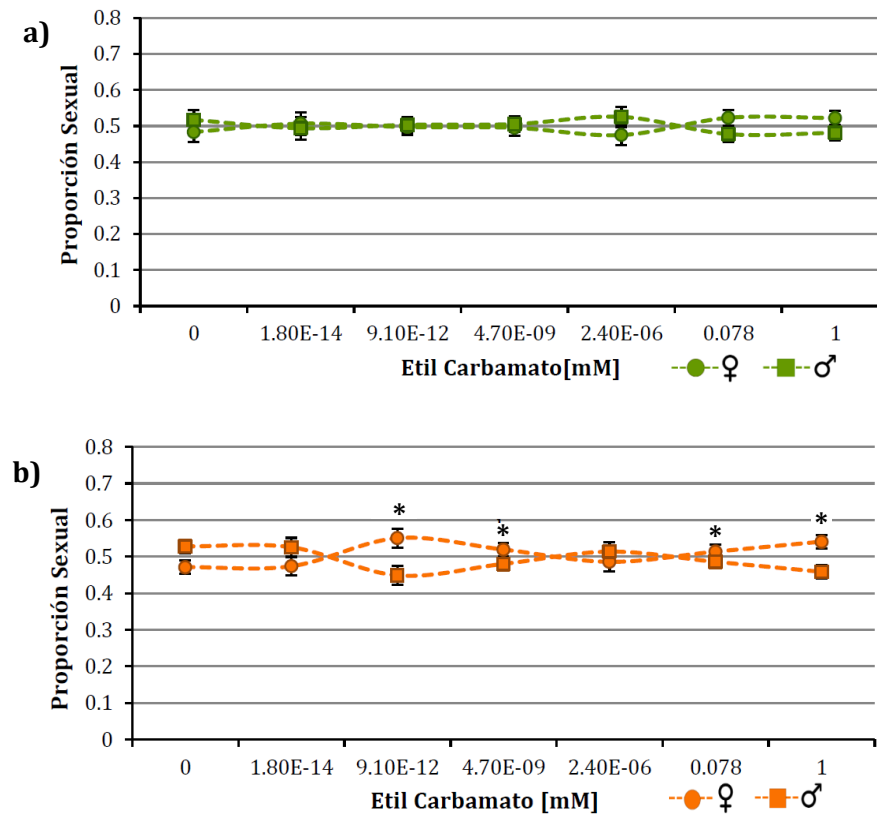 a)
Proporción Sexual
0.8
0.7
0.6
0.5
0.4
0.3
0.2
0.1
0
0 1.80E-14 9.10E-12 4.70E-09 2.40E-06 0.078 1
Etil Carbamato[mM] ♀ ♂
b)
Proporción Sexual
0.8
0.7
0.6
0.5
0.4
0.3
0.2
0.1
0
* * * *
0 1.80E-14 9.10E-12 4.70E-09 2.40E-06 0.078 1
Etil Carbamato [mM] ♀ ♂